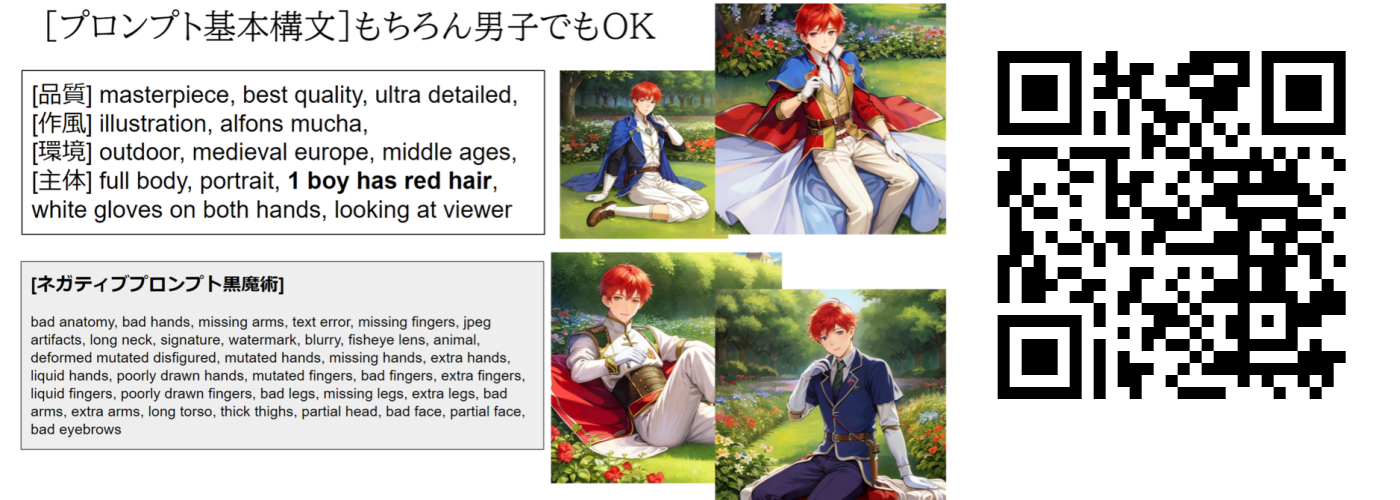 [プロンプト基本構文]もちろん男子でもOK
[品質] masterpiece, best quality, ultra detailed,
[作風] illustration, alfons mucha,
[環境] outdoor, medieval europe, middle ages,
[主体] full body, portrait, 1 boy has red hair,
white gloves on both hands, looking at viewer
[ネガティブプロンプト黒魔術]
bad anatomy, bad hands, missing arms, text error, missing fingers, jpeg
artifacts, long neck, signature, watermark, blurry, fisheye lens, animal,
deformed mutated disfigured, mutated hands, missing hands, extra hands,
liquid hands, poorly drawn hands, mutated fingers, bad fingers, extra fingers,
liquid fingers, poorly drawn fingers, bad legs, missing legs, extra legs, bad
arms, extra arms, long torso, thick thighs, partial head, bad face, partial face,
bad eyebrows